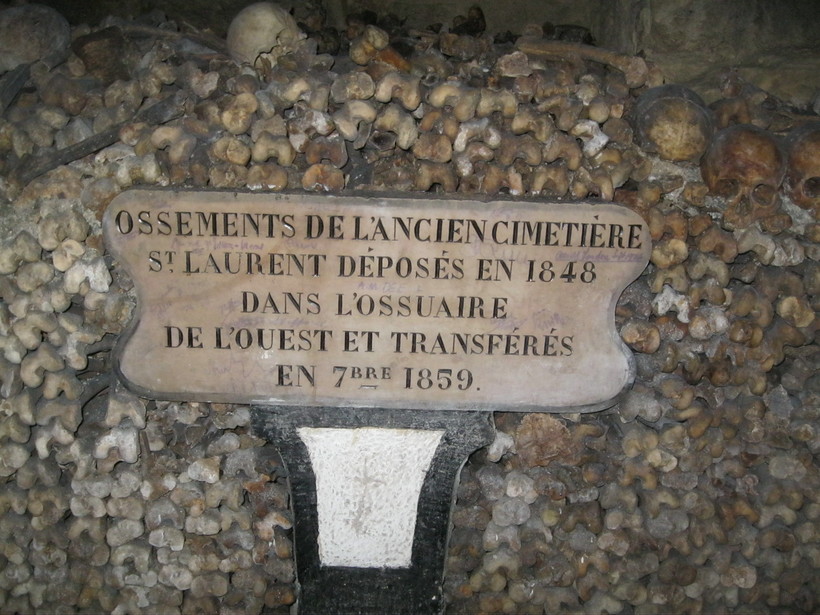 OSSEMENTS DE L'ANCIEN CIMETIÈRE
ST. LAURENT DÉPOSÉS EN 1848
DANS L'OSSUAIRE
DE L'OUEST ET TRANSFÉRÉS
EN 7BRE 1859.